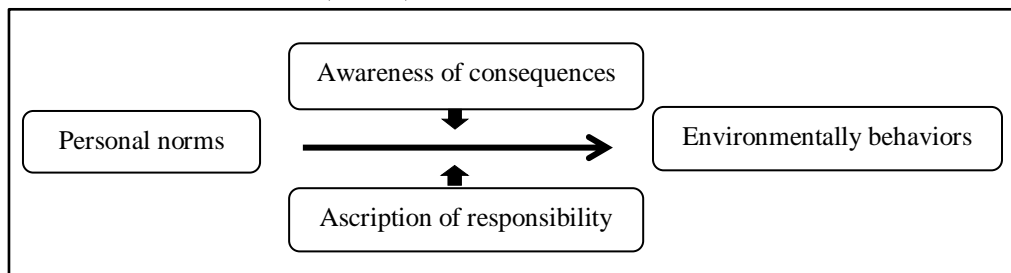 Awareness of consequences
Personal norms
Environmentally behaviors
Ascription of responsibility